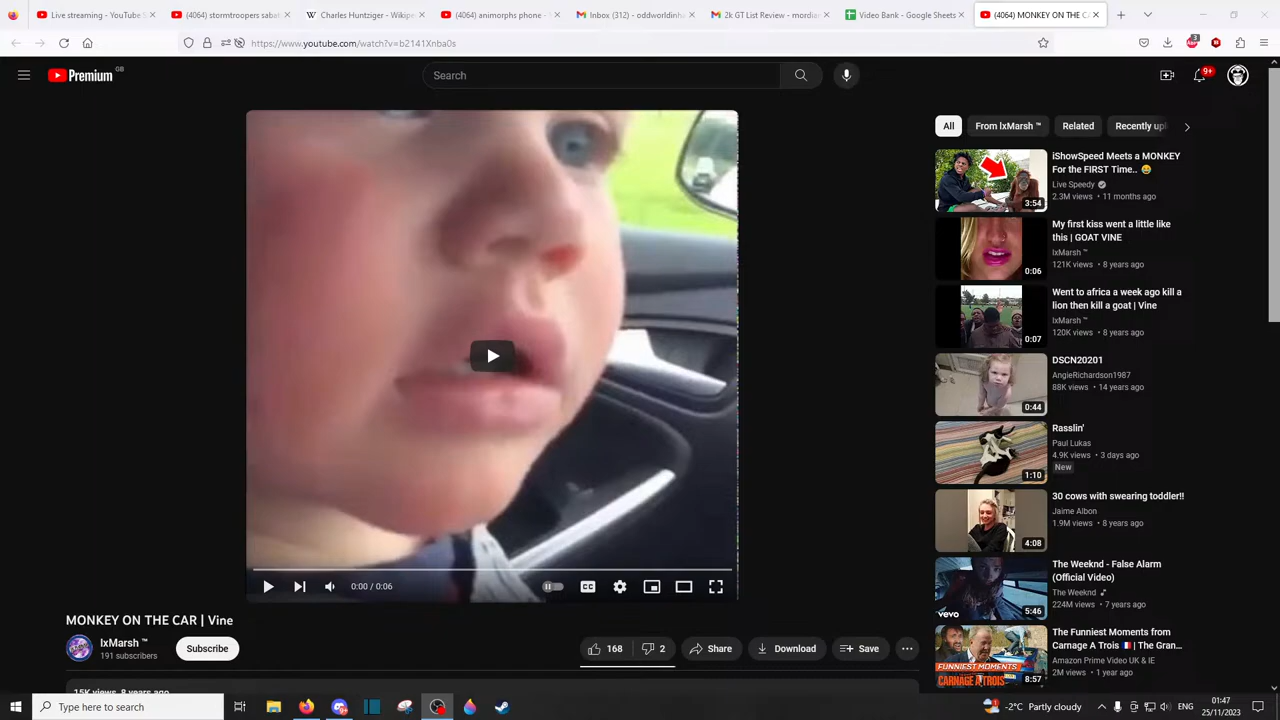 (4064) Live streaming - YouTube S
(4064) stormtroopers sabat
Charles Huntziger - Wikipe
(4064) animorphs phone -
Inbox (312) - oddworldinha
2k GT List Review - mordian
Video Bank - Google Sheets
(4064) MONKEY ON THE CA
https://www.youtube.com/watch?v=b2141Xnba0s
Premium GB
Search
9+
All
From IxMarsh ™
Related
Recently upl
iShowSpeed Meets a MONKEY
For the FIRST Time.. 😂
Live Speedy
2.3M views • 11 months ago
3:54
My first kiss went a little like
this | GOAT VINE
IxMarsh ™
121K views • 8 years ago
0:06
Went to africa a week ago kill a
lion then kill a goat | Vine
IxMarsh ™
120K views • 8 years ago
0:07
DSCN20201
AngieRichardson1987
88K views • 14 years ago
0:44
Rasslin'
Paul Lukas
4.9K views • 3 days ago
New
1:10
30 cows with swearing toddler!!
Jaime Albon
1.9M views • 8 years ago
4:08
The Weeknd - False Alarm
(Official Video)
The Weeknd
224M views • 7 years ago
vevo
5:46
The Funniest Moments from
Carnage A Trois 🇫🇷 | The Gran...
Amazon Prime Video UK & IE
1 year ago
FUNNIEST MOMENTS
CARNAGE A TROIS
8:57
0:00 / 0:06
CC
MONKEY ON THE CAR | Vine
IxMarsh ™
191 subscribers
Subscribe
168
2
Share
Download
Save
15K views 8 years ago
Type here to search
-2°C Partly cloudy
ENG
01:47
25/11/2023